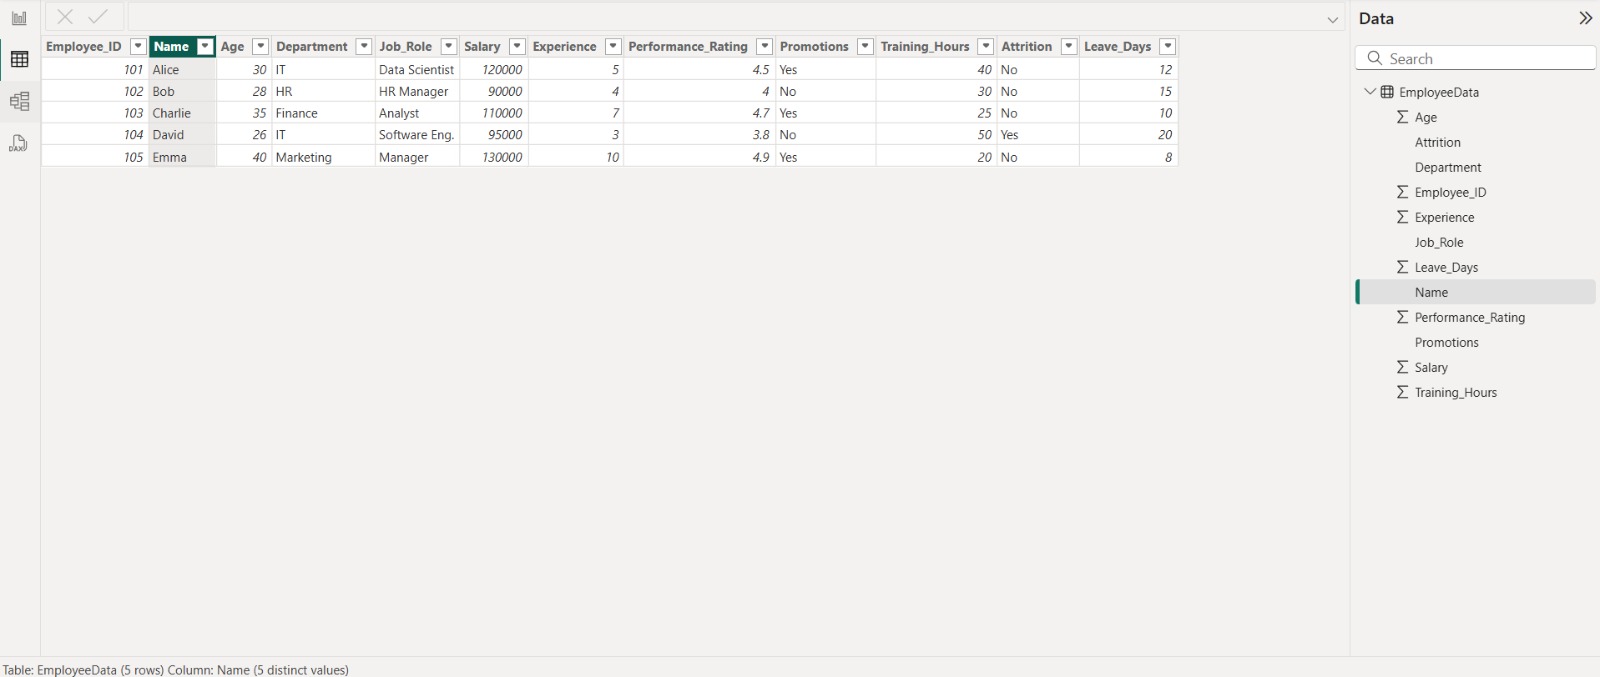 Employee_ID Name Age Department Job_Role Salary Experience Performance_Rating Promotions Training_Hours Attrition Leave_Days
101 Alice 30 IT Data Scientist 120000 5 4.5 Yes 40 No 12
102 Bob 28 HR HR Manager 90000 4 4 No 30 No 15
103 Charlie 35 Finance Analyst 110000 7 4.7 Yes 25 No 10
104 David 26 IT Software Eng. 95000 3 3.8 No 50 Yes 20
105 Emma 40 Marketing Manager 130000 10 4.9 Yes 20 No 8
DAX
Data
Search
EmployeeData
Σ Age
Attrition
Department
Σ Employee_ID
Σ Experience
Job_Role
Σ Leave_Days
Name
Σ Performance_Rating
Promotions
Σ Salary
Σ Training_Hours
Table: EmployeeData (5 rows) Column: Name (5 distinct values)